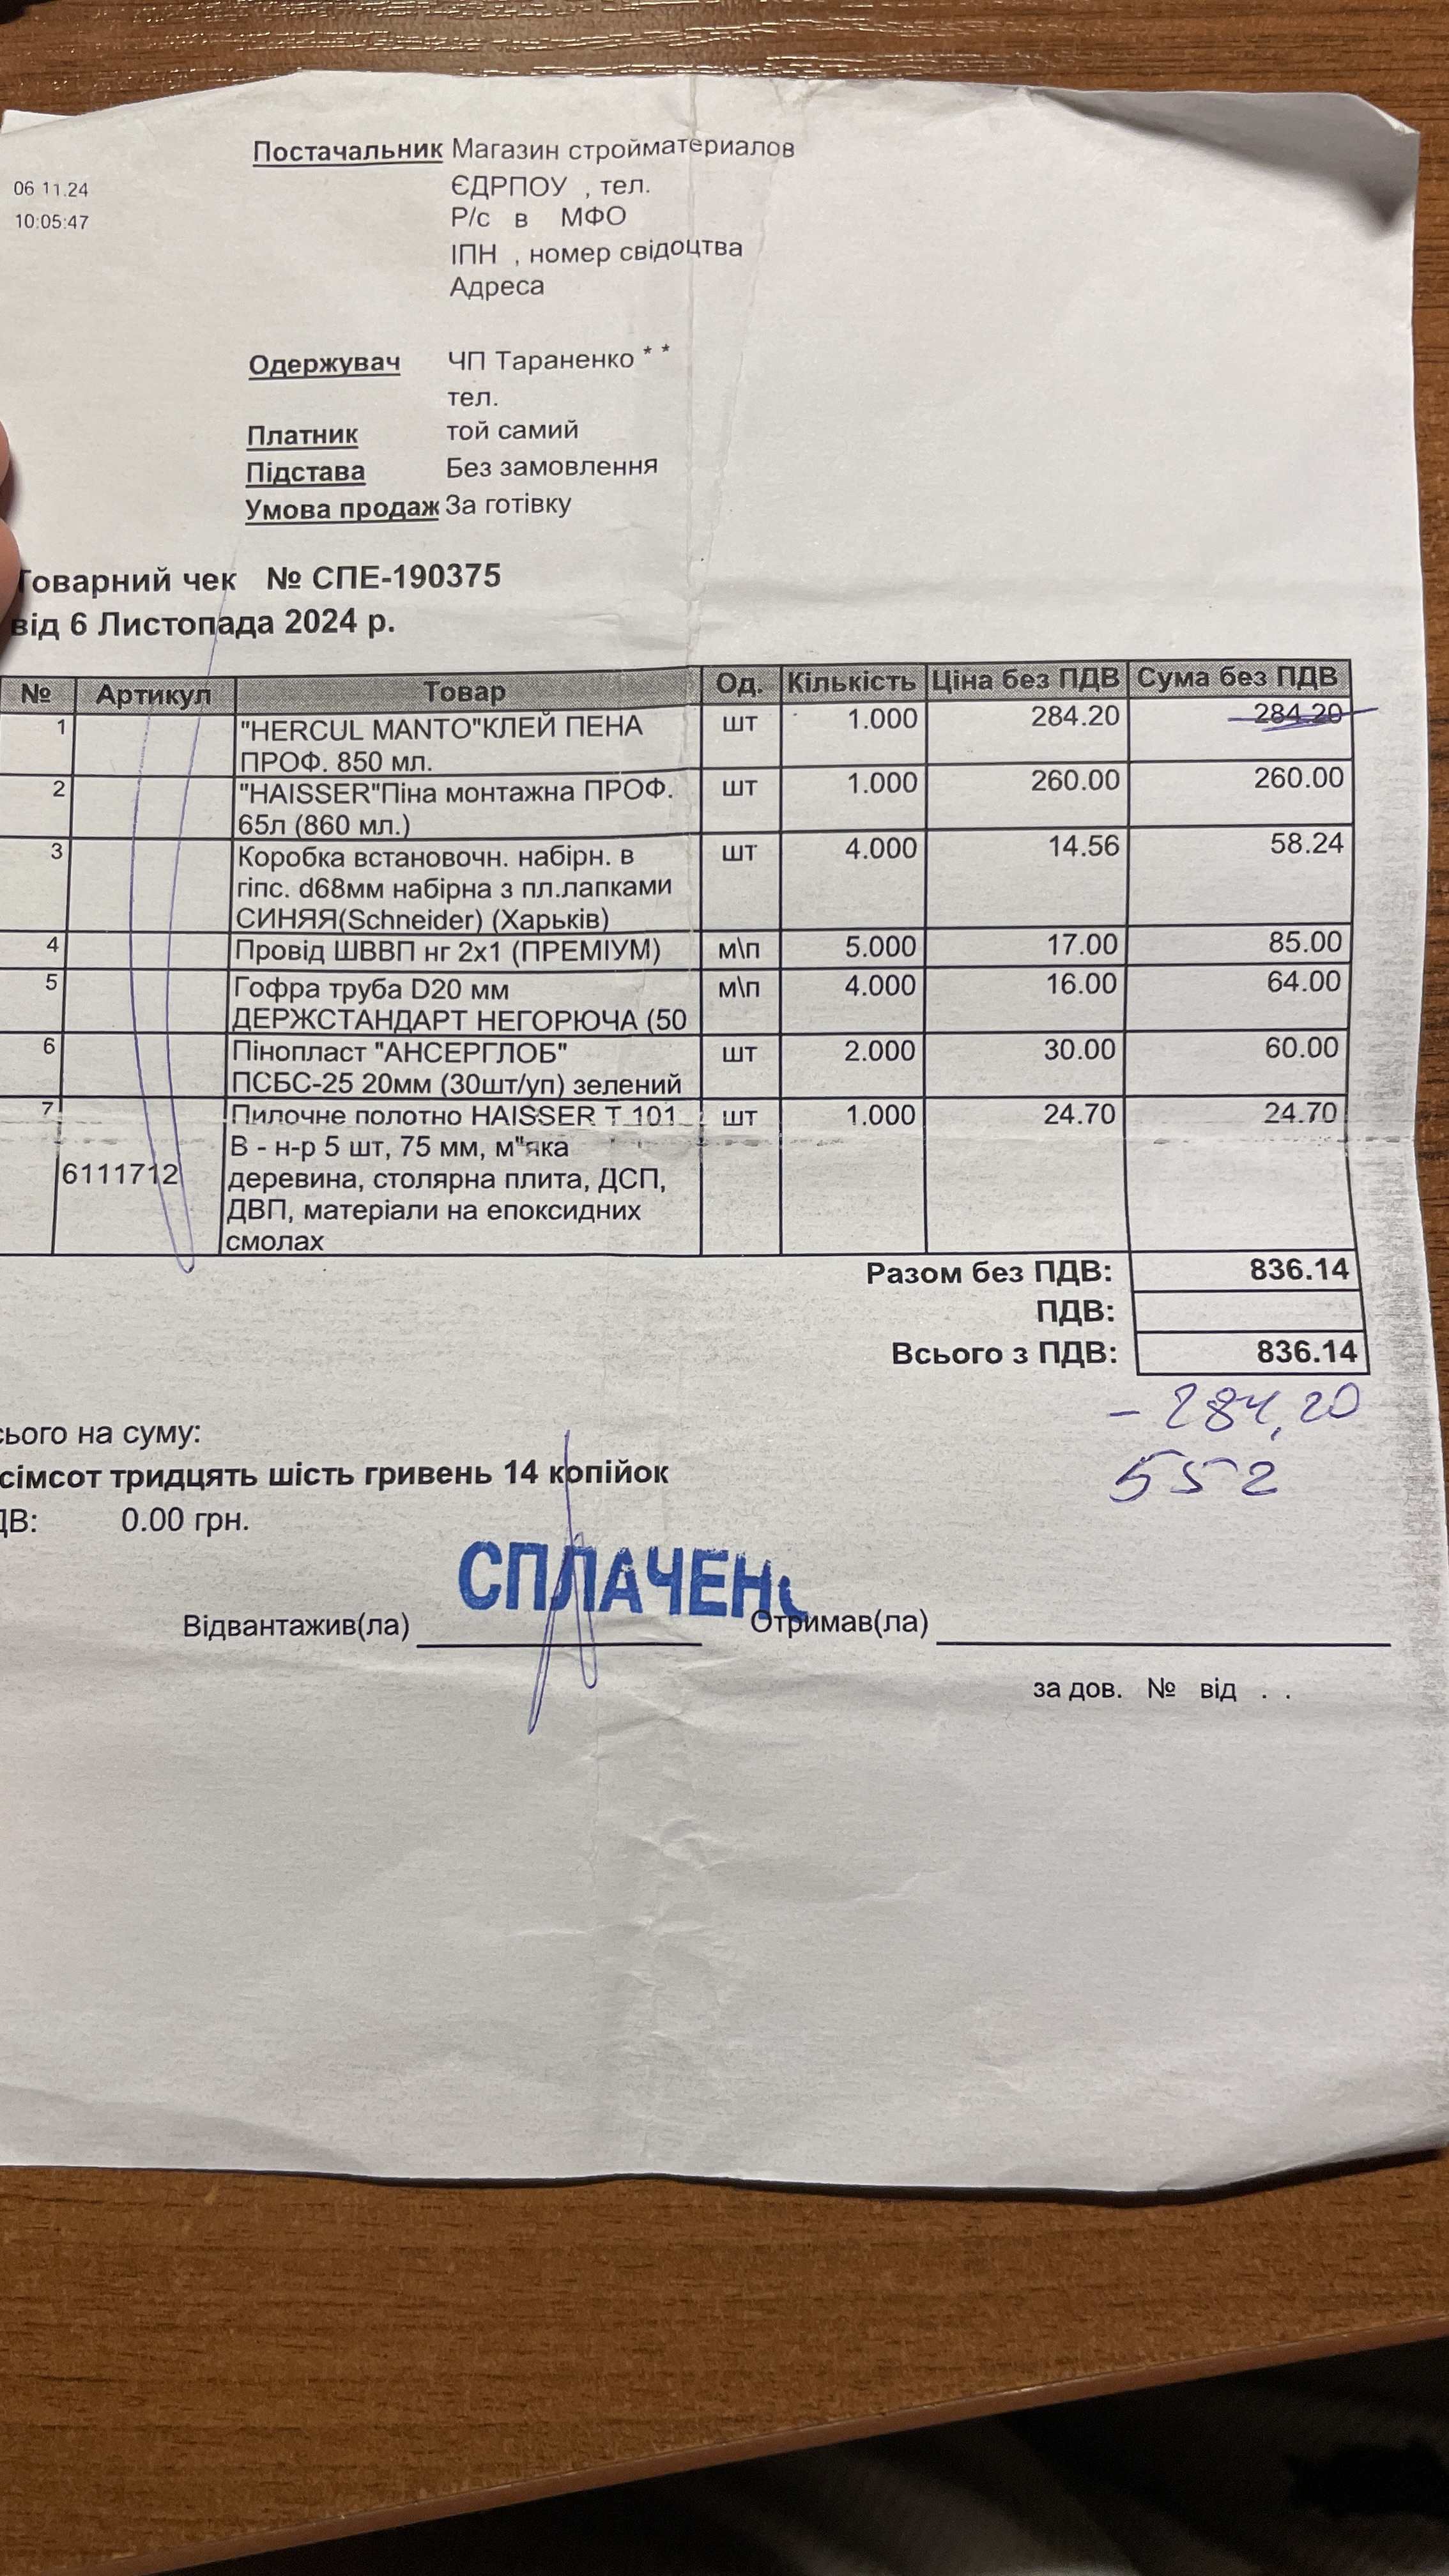 Постачальник Магазин стройматериалов
06 11.24
ЄДРПОУ , тел.
10:05:47
Р/с в МФО
ІПН , номер свідоцтва
Адреса
Одержувач ЧП Тараненко * *
тел.
Платник той самий
Підстава Без замовлення
Умова продаж За готівку
Товарний чек № СПЕ-190375
від 6 Листопада 2024 р.
№ Артикул Товар Од. Кількість Ціна без ПДВ Сума без ПДВ
1 "HERCUL MANTO"КЛЕЙ ПЕНА шт 1.000 284.20 284.20
ПРОФ. 850 мл.
2 "HAISSER"Піна монтажна ПРОФ. шт 1.000 260.00 260.00
65л (860 мл.)
3 Коробка встановочн. набірн. в шт 4.000 14.56 58.24
гіпс. d68мм набірна з пл.лапками
СИНЯЯ(Schneider) (Харьків)
4 Провід ШВВП нг 2х1 (ПРЕМІУМ) м\п 5.000 17.00 85.00
5 Гофра труба D20 мм м\п 4.000 16.00 64.00
ДЕРЖСТАНДАРТ НЕГОРЮЧА (50
6 Пінопласт "АНСЕРГЛОБ" шт 2.000 30.00 60.00
ПСБС-25 20мм (30шт/уп) зелений
7 Пилочне полотно HAISSER T 101 шт 1.000 24.70 24.70
B - н-р 5 шт, 75 мм, м"яка
6111712 деревина, столярна плита, ДСП,
ДВП, матеріали на епоксидних
смолах
Разом без ПДВ: 836.14
ПДВ:
Всього з ПДВ: 836.14
- 284,20
сього на суму:
552
сімсот тридцять шість гривень 14 копійок
ДВ: 0.00 грн.
СПЛАЧЕНО
Відвантажив(ла) Отримав(ла)
за дов. № від . .